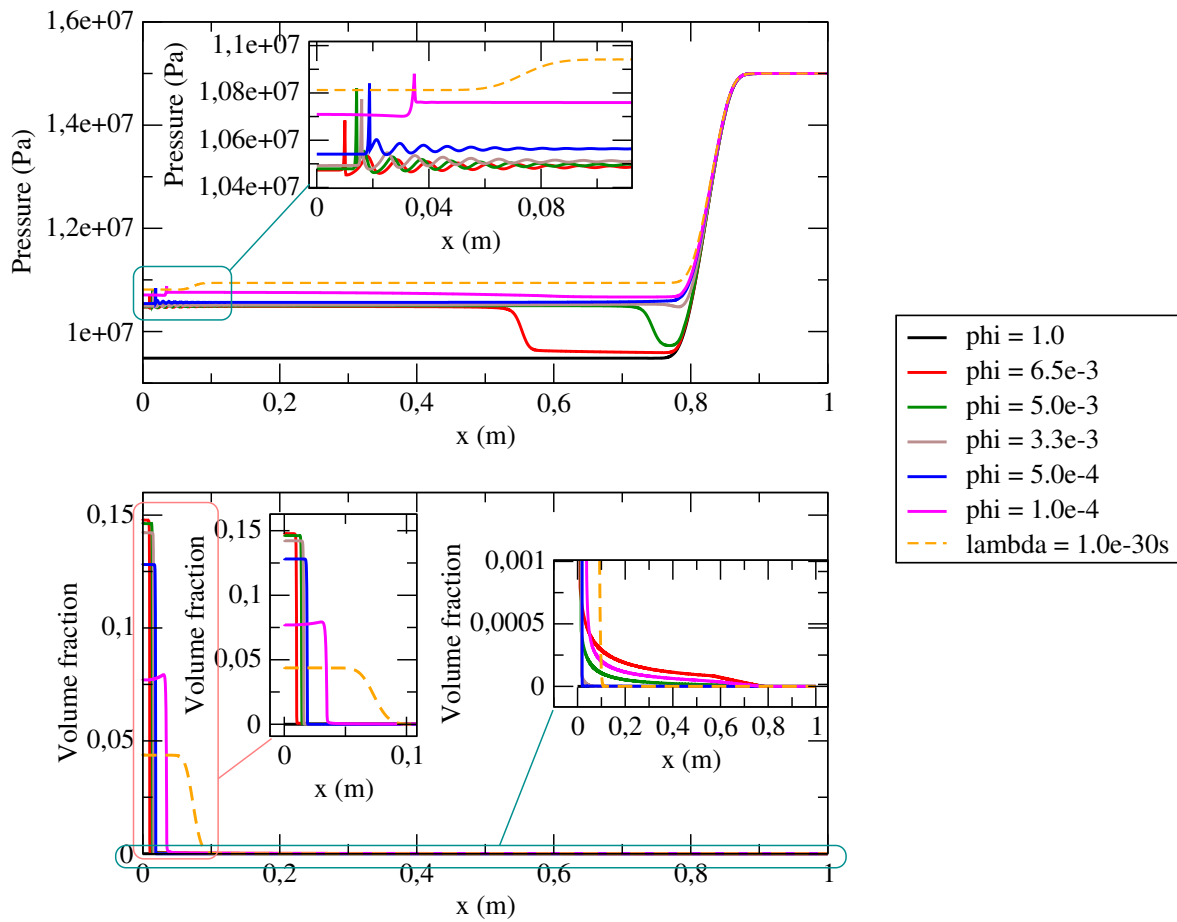 1,6e+07
1,4e+07
1,2e+07
1e+07
Pressure (Pa)
0 0,2 0,4 0,6 0,8 1
x (m)
1,1e+07
1,08e+07
1,06e+07
1,04e+07
Pressure (Pa)
0 0,04 0,08
x (m)
phi = 1.0
phi = 6.5e-3
phi = 5.0e-3
phi = 3.3e-3
phi = 5.0e-4
phi = 1.0e-4
lambda = 1.0e-30s
0.15
0,1
0.05
0
Volume fraction
0 0,2 0,4 0,6 0,8 1
x (m)
0.15
0,1
0.05
0
Volume fraction
0 0,1
x (m)
0,001
0,0005
0
Volume fraction
0 0,2 0,4 0,6 0,8 1
x (m)